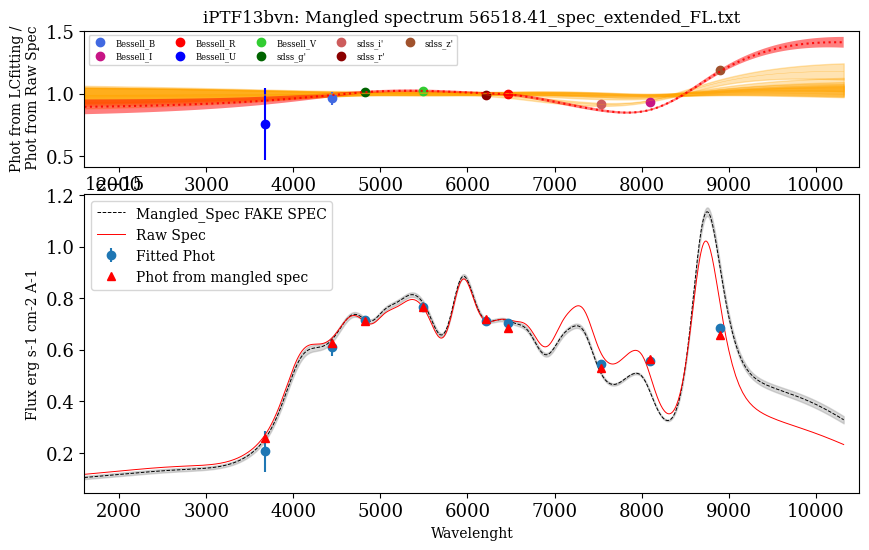 iPTF13bvn: Mangled spectrum 56518.41_spec_extended_FL.txt
Phot from LCfitting /
Phot from Raw Spec
1.5
1.0
0.5
Bessell_B Bessell_R Bessell_V sdss_i' sdss_z'
Bessell_I Bessell_U sdss_g' sdss_r'
2000 3000 4000 5000 6000 7000 8000 9000 10000
1e−15
Flux erg s-1 cm-2 A-1
1.2
1.0
0.8
0.6
0.4
0.2
Mangled_Spec FAKE SPEC
Raw Spec
Fitted Phot
Phot from mangled spec
2000 3000 4000 5000 6000 7000 8000 9000 10000
Wavelenght